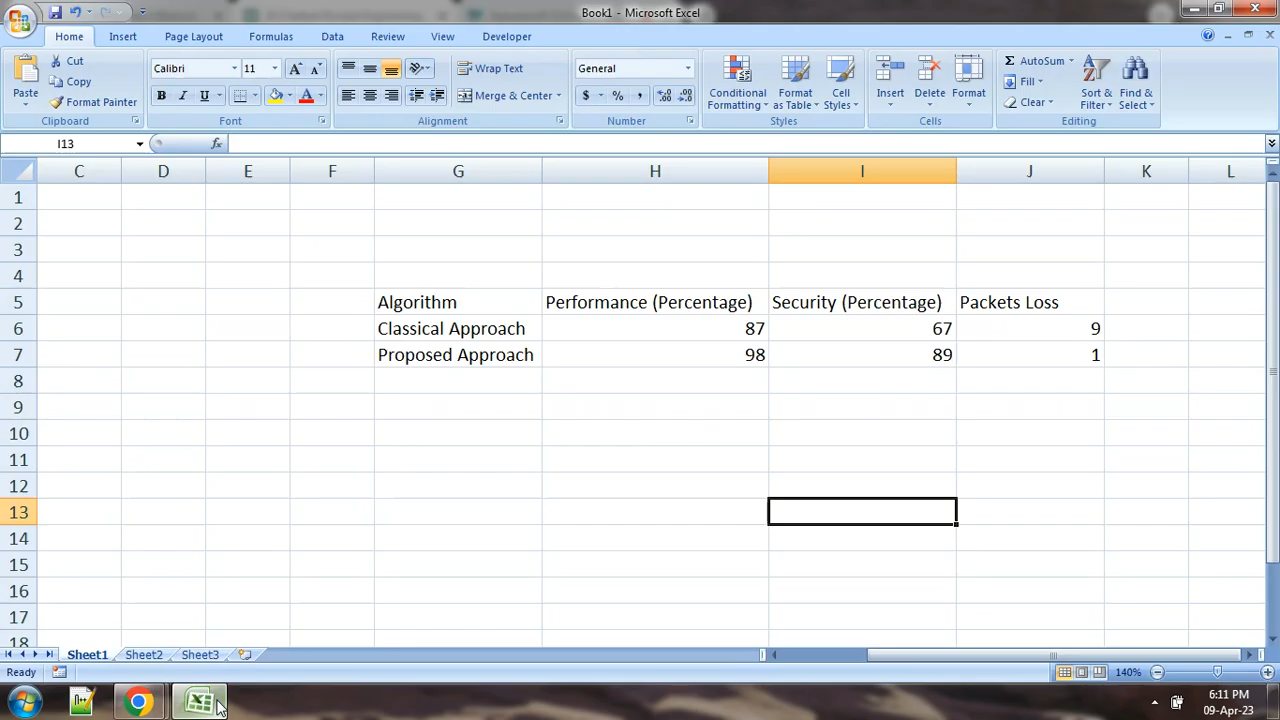 Book1 - Microsoft Excel
Home Insert Page Layout Formulas Data Review View Developer
Paste Cut Calibri 11 Wrap Text General Conditional Formatting Format as Table Cell Styles Insert Delete Format AutoSum Sort & Filter Find & Select
Copy Fill
Format Painter B I U A Merge & Center $ % , Clear
Clipboard Font Alignment Number Styles Cells Editing
I13 fx
C D E F G H I J K L
1
2
3
4
5 Algorithm Performance (Percentage) Security (Percentage) Packets Loss
6 Classical Approach 87 67 9
7 Proposed Approach 98 89 1
8
9
10
11
12
13
14
15
16
17
18
Sheet1 Sheet2 Sheet3
Ready 140%
6:11 PM
09-Apr-23